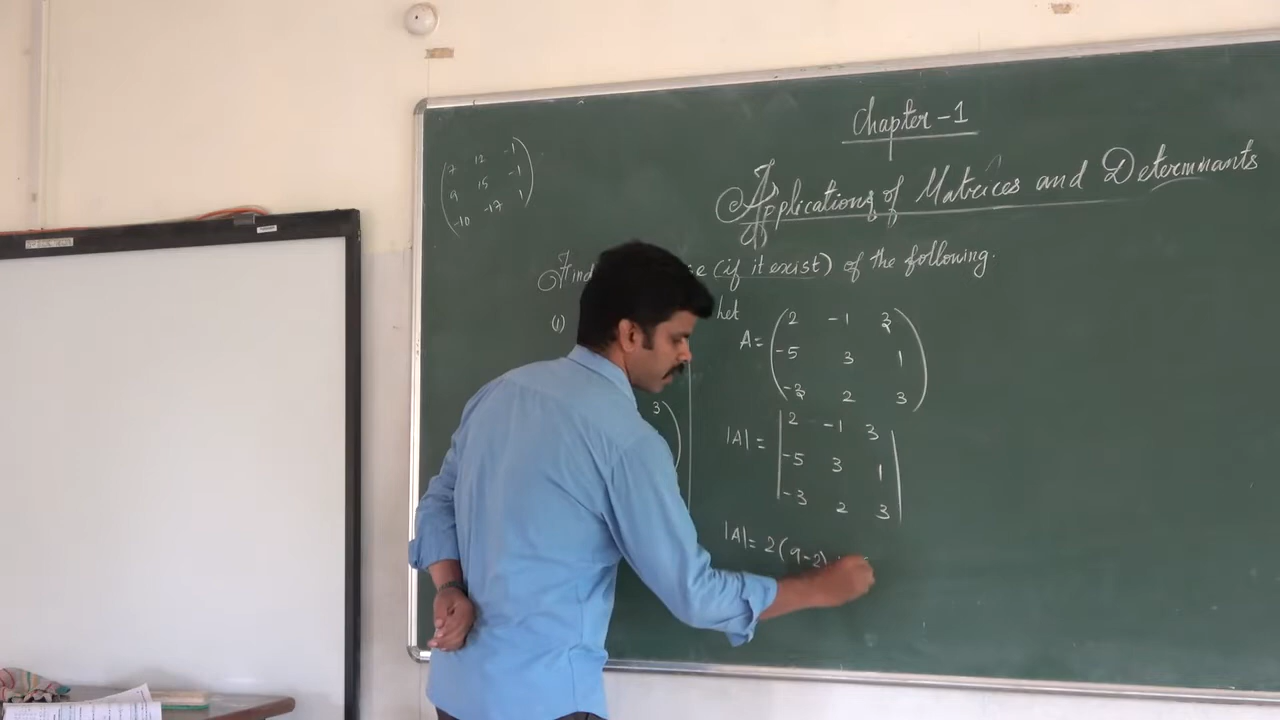 Chapter - 1
Applications of Matrices and Determinants
7 12 -1
9 15 -1
-10 -17 1
Find (if it exist) of the following.
(1) Let
A = 2 -1 3
-5 3 1
-3 2 3
3
|A| = 2 -1 3
-5 3 1
-3 2 3
|A| = 2(9-2)